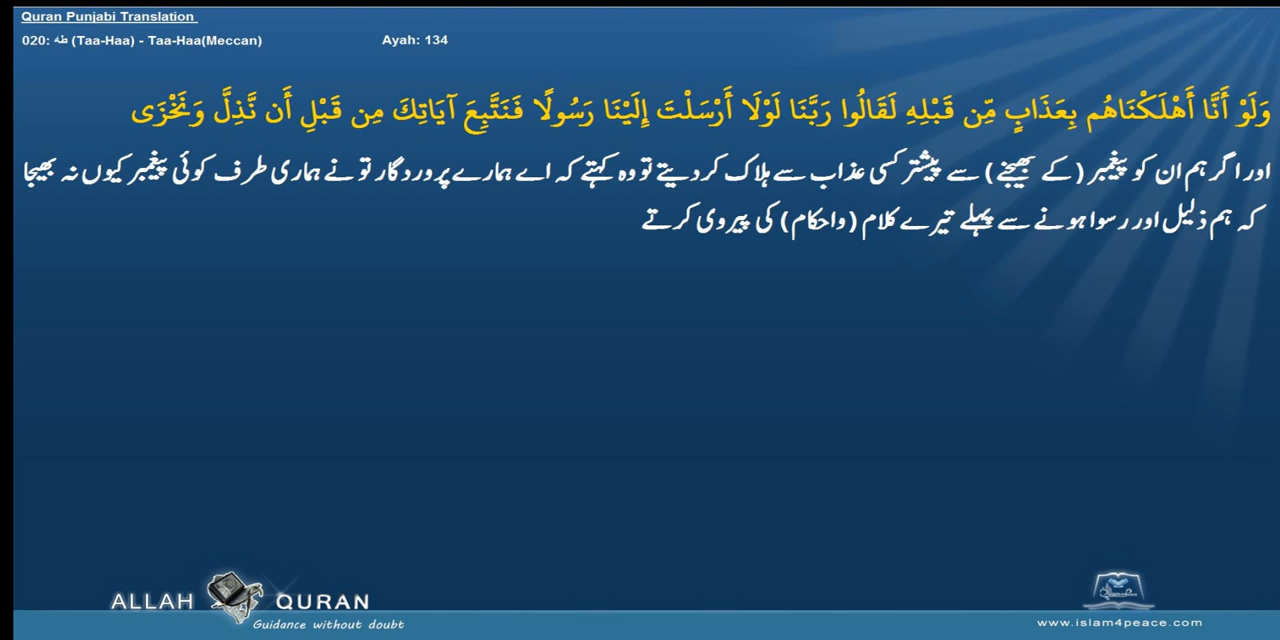 Quran Punjabi Translation
020: طه (Taa-Haa) - Taa-Haa(Meccan) Ayah: 134
وَلَوْ أَنَّا أَهْلَكْنَاهُم بِعَذَابٍ مِّن قَبْلِهِ لَقَالُوا رَبَّنَا لَوْلَا أَرْسَلْتَ إِلَيْنَا رَسُولًا فَنَتَّبِعَ آيَاتِكَ مِن قَبْلِ أَن نَّذِلَّ وَنَخْزَى
اور اگر ہم ان کو پیغمبر (کے بھیجنے) سے پیشتر کسی عذاب سے ہلاک کردیتے تو وہ کہتے کہ اے ہمارے پروردگار تو نے ہماری طرف کوئی پیغمبر کیوں نہ بھیجا
کہ ہم ذلیل اور رسوا ہونے سے پہلے تیرے کلام (واحکام) کی پیروی کرتے
ALLAH QURAN
Guidance without doubt
www.islam4peace.com